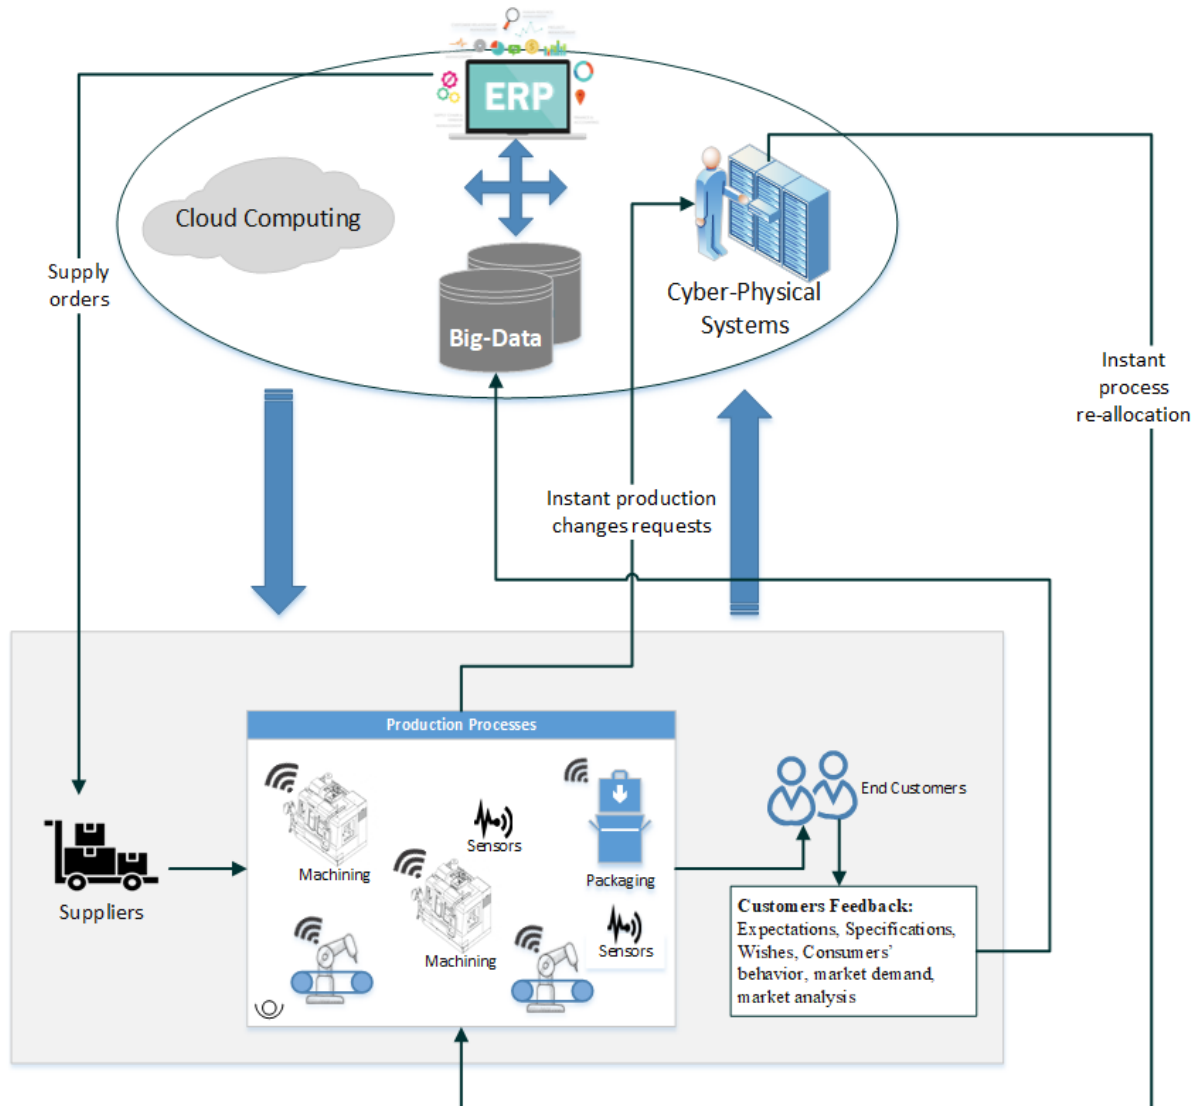 ERP
Cloud Computing
Supply
orders
Big-Data
Cyber-Physical
Systems
Instant
process
re-allocation
Instant production
changes requests
Production Processes
Machining
Sensors
Packaging
Machining
Sensors
Suppliers
End Customers
Customers Feedback:
Expectations, Specifications,
Wishes, Consumers'
behavior, market demand,
market analysis